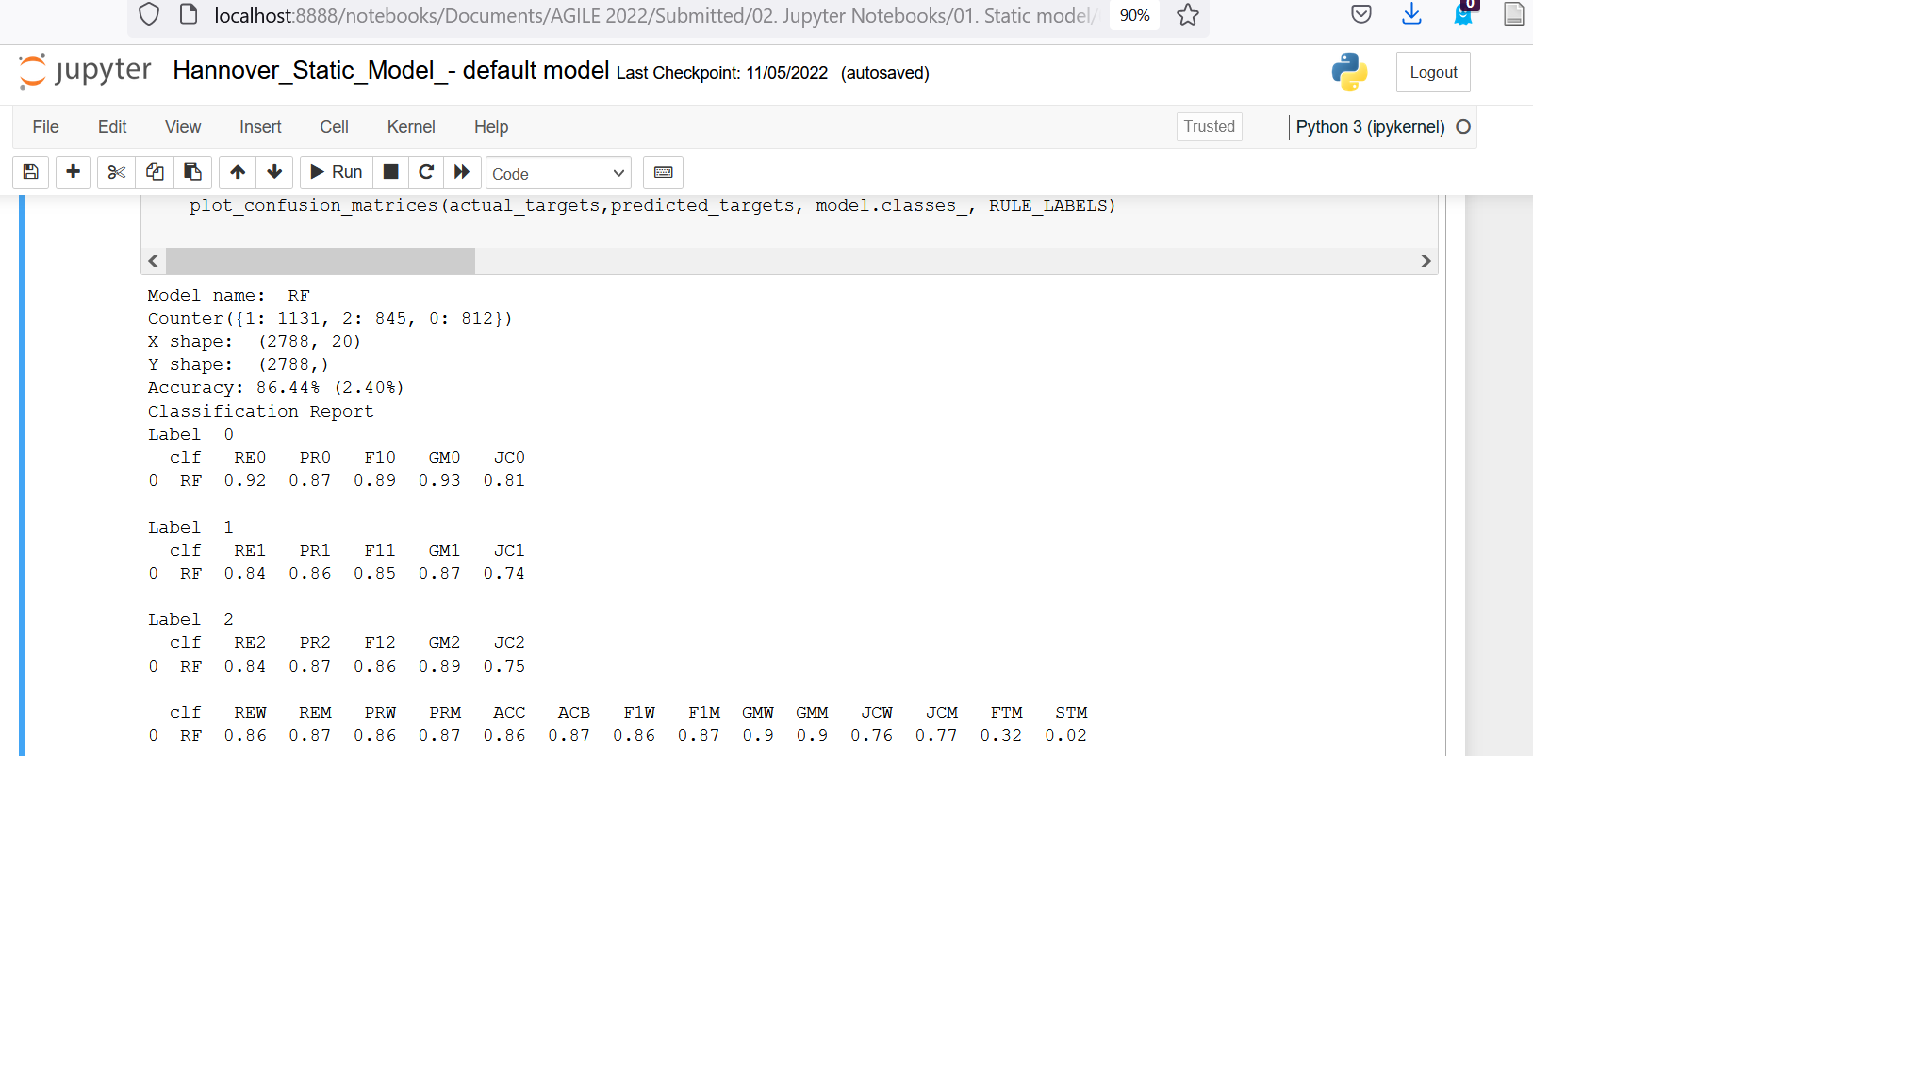 localhost:8888/notebooks/Documents/AGILE 2022/Submitted/02. Jupyter Notebooks/01. Static model/ 90% 0
jupyter Hannover_Static_Model_- default model Last Checkpoint: 11/05/2022 (autosaved) Logout
File Edit View Insert Cell Kernel Help Trusted Python 3 (ipykernel)
Run Code
plot_confusion_matrices(actual_targets,predicted_targets, model.classes_, RULE_LABELS)
Model name:  RF
Counter({1: 1131, 2: 845, 0: 812})
X shape:  (2788, 20)
Y shape:  (2788,)
Accuracy: 86.44% (2.40%)
Classification Report
Label  0
clf RE0 PR0 F10 GM0 JC0
0 RF 0.92 0.87 0.89 0.93 0.81
Label  1
clf RE1 PR1 F11 GM1 JC1
0 RF 0.84 0.86 0.85 0.87 0.74
Label  2
clf RE2 PR2 F12 GM2 JC2
0 RF 0.84 0.87 0.86 0.89 0.75
clf REW REM PRW PRM ACC ACB F1W F1M GMW GMM JCW JCM FTM STM
0 RF 0.86 0.87 0.86 0.87 0.86 0.87 0.86 0.87 0.9 0.9 0.76 0.77 0.32 0.02